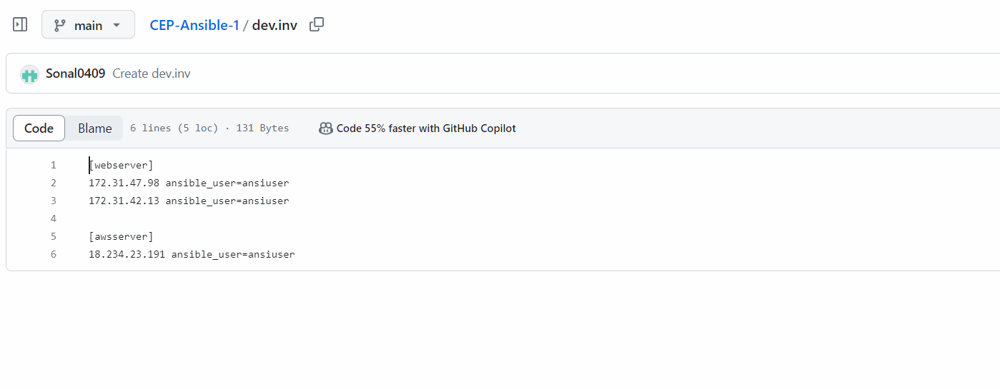 main
CEP-Ansible-1 / dev.inv
Sonal0409 Create dev.inv
Code Blame 6 lines (5 loc) · 131 Bytes Code 55% faster with GitHub Copilot
1 [webserver]
2 172.31.47.98 ansible_user=ansiuser
3 172.31.42.13 ansible_user=ansiuser
4
5 [awsserver]
6 18.234.23.191 ansible_user=ansiuser